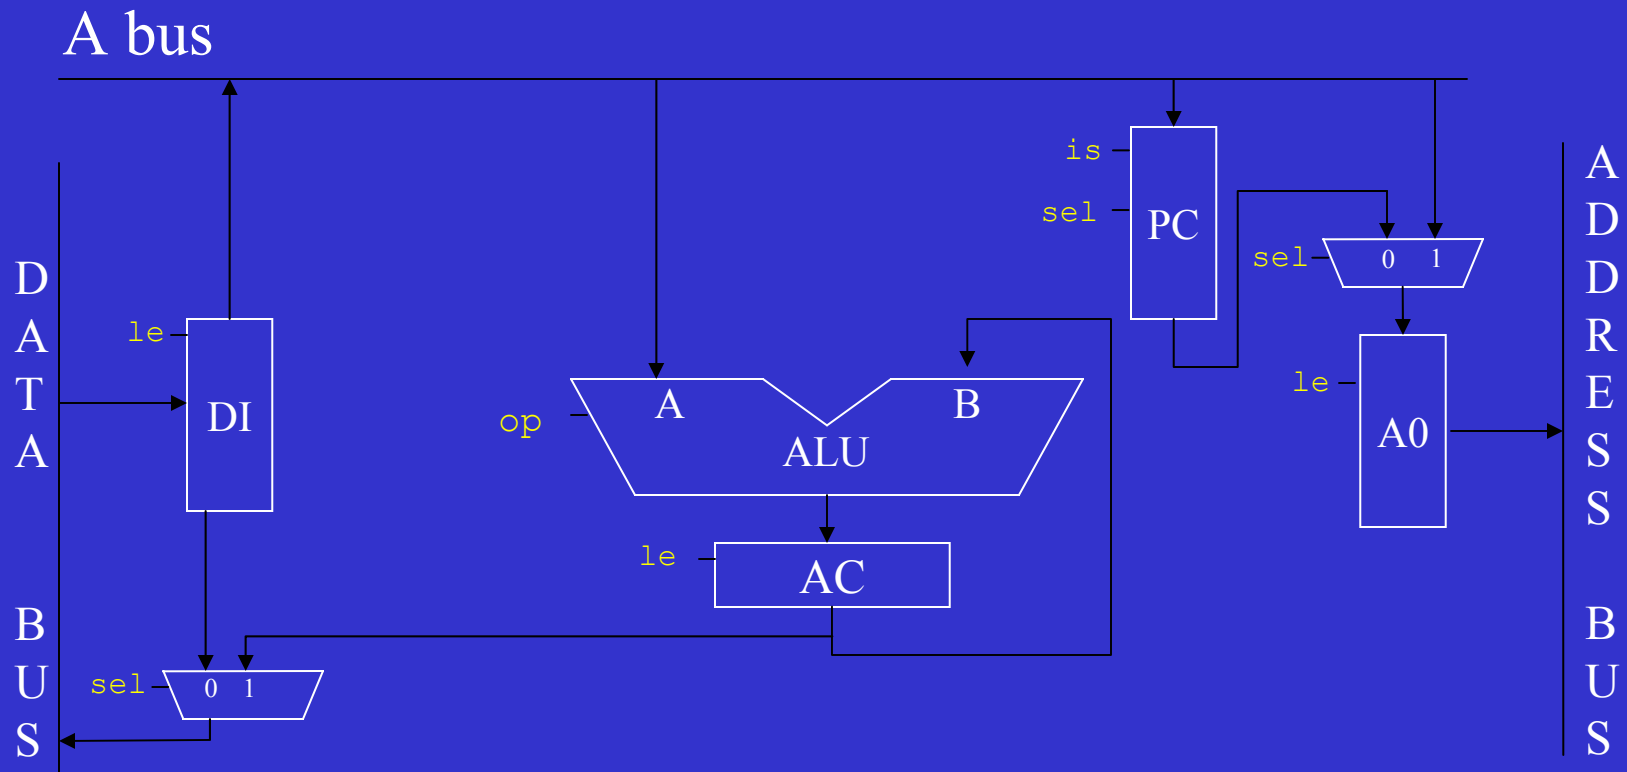 A bus
DATA BUS
le
DI
sel
0 1
op
A
B
ALU
le
AC
is
sel
PC
sel
0 1
le
A0
ADDRESS BUS